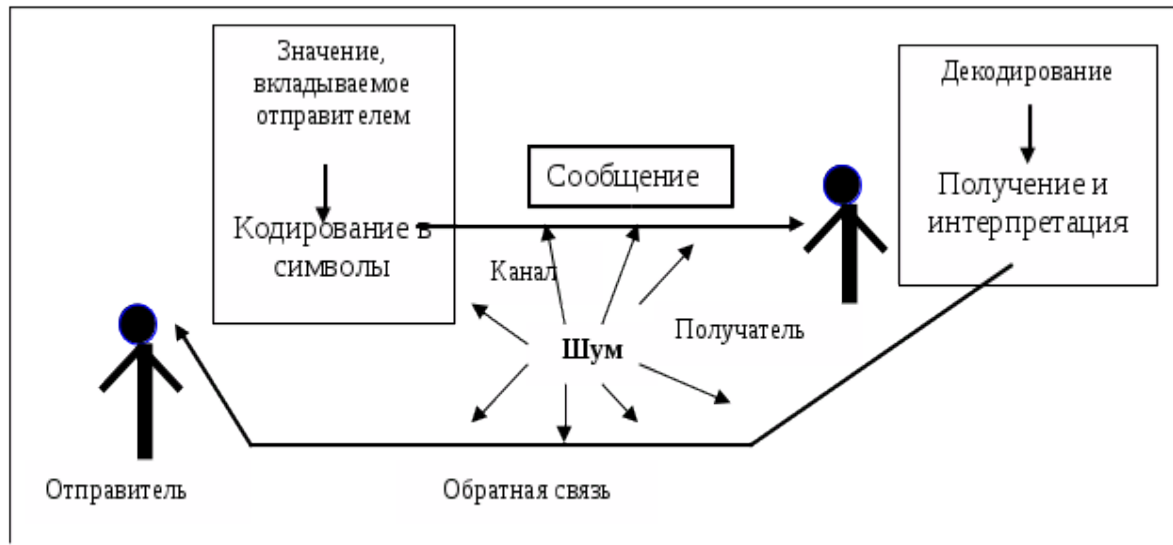 Значение,
вкладываемое
отправителем
Кодирование в
символы
Сообщение
Декодирование
Получение и
интерпретация
Канал
Шум
Получатель
Отправитель
Обратная связь